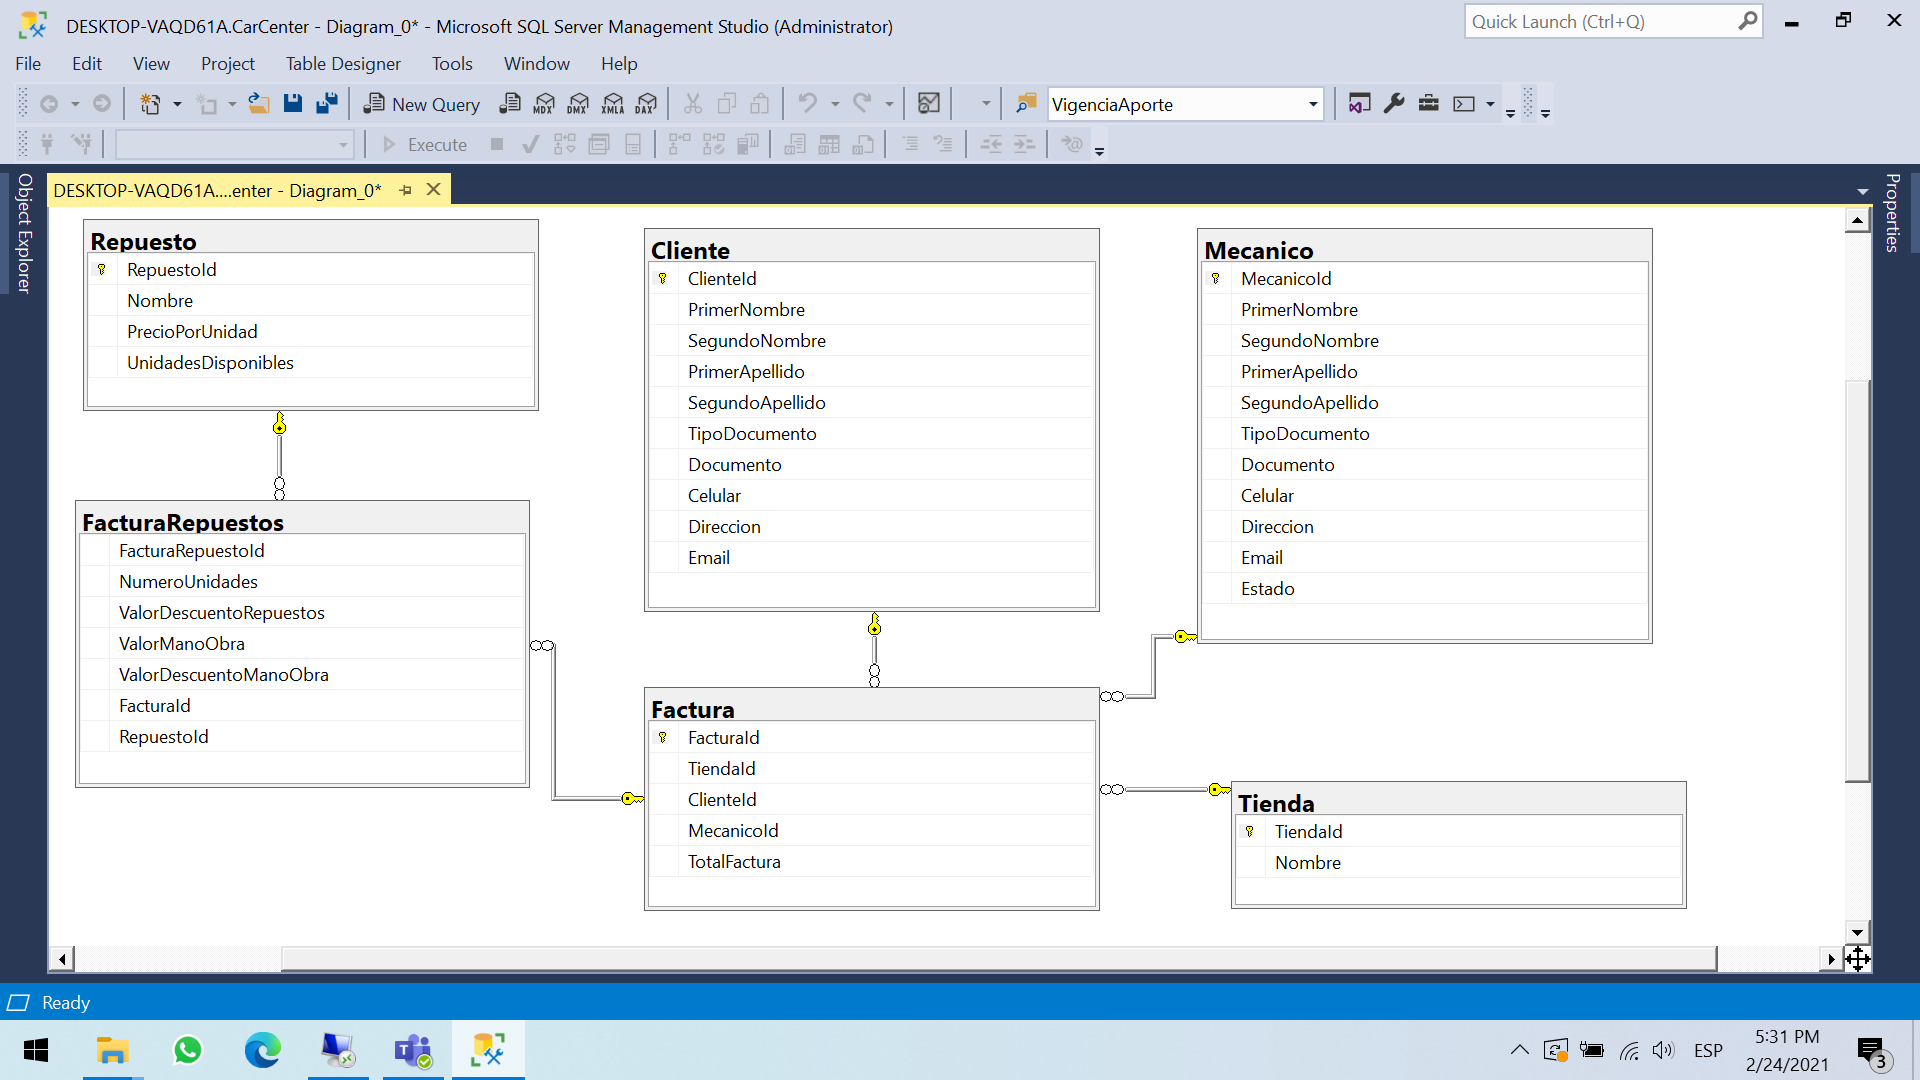 DESKTOP-VAQD61A.CarCenter - Diagram_0* - Microsoft SQL Server Management Studio (Administrator)
Quick Launch (Ctrl+Q)
File Edit View Project Table Designer Tools Window Help
New Query MDX DMX XMLA DAX VigenciaAporte
Execute
Object Explorer
DESKTOP-VAQD61A....enter - Diagram_0*
Properties
Repuesto
RepuestoId
Nombre
PrecioPorUnidad
UnidadesDisponibles
Cliente
ClienteId
PrimerNombre
SegundoNombre
PrimerApellido
SegundoApellido
TipoDocumento
Documento
Celular
Direccion
Email
Mecanico
MecanicoId
PrimerNombre
SegundoNombre
PrimerApellido
SegundoApellido
TipoDocumento
Documento
Celular
Direccion
Email
Estado
FacturaRepuestos
FacturaRepuestoId
NumeroUnidades
ValorDescuentoRepuestos
ValorManoObra
ValorDescuentoManoObra
FacturaId
RepuestoId
Factura
FacturaId
TiendaId
ClienteId
MecanicoId
TotalFactura
Tienda
TiendaId
Nombre
Ready
ESP
5:31 PM
2/24/2021
3